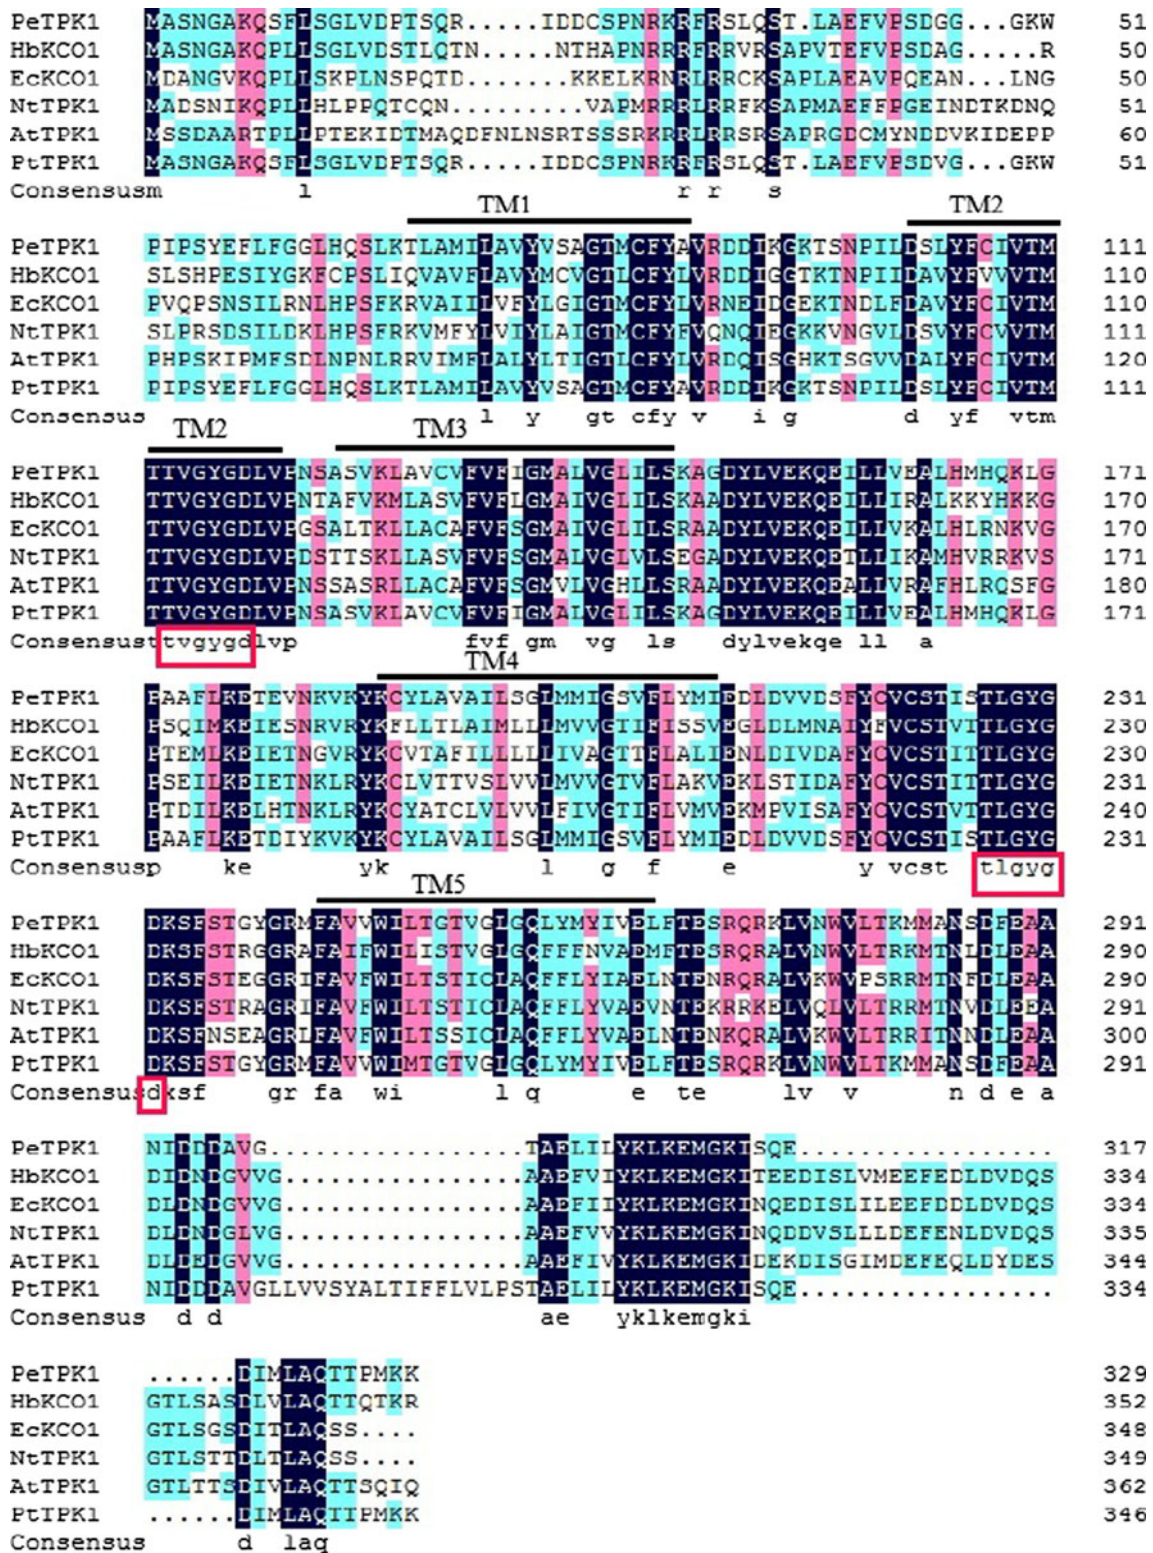 PeTPK1 MASNGAKQSFLSGLVDPTSQR.....IDDCSPNRKRFRSLQST.LAEFVPSDGG...GKW 51
HbKCO1 MASNGAKQPLLSGLVDSTLQTN.....NTHAPNRRRFRRVRSAPVTEFVPSDAG.....R 50
EcKCO1 MDANGVKQPLLSKPLNSPQTD.......KKELKRNRLRRCKSAPLAEAVPQEAN...LNG 50
NtTPK1 MADSNIKQPLLHLPPQTCQN.........VAPMRRRLRRFKSAPMAEFFPGEINDTKDNQ 51
AtTPK1 MSSDAARTPLLPTEKIDTMAQDFNLNSRTSSSRKRRLRRSRSAPRGDCMYNDDVKIDEPP 60
PtTPK1 MASNGAKQSFLSGLVDPTSQR.....IDDCSPNRKRFRSLQST.LAEFVPSDVG...GKW 51
Consensusm l r r s
TM1 TM2
PeTPK1 PIPSYEFLFGGLHQSLKTLAMILAVYVSAGTMCFYAVRDDIKGKTSNPILDSLYFCIVTM 111
HbKCO1 SLSHPESIYGKFCPSLIQVAVFLAVYMCVGTLCFYLVRDDIGGTKTNPIIDAVYFVVVTM 110
EcKCO1 PVQPSNSILRNLHPSFKRVAIILVFYLGIGTMCFYLVRNEIDGEKTNDLFDAVYFCIVTM 110
NtTPK1 SLPRSDSILDKLHPSFRKVMFYLVIYLAIGTMCFYFVQNQIEGKKVNGVLDSVYFCVVTM 111
AtTPK1 PHPSKIPMFSDLNPNLRRVIMFLALYLTIGTLCFYLVRDQISGHKTSGVVDALYFCIVTM 120
PtTPK1 PIPSYEFLFGGLHQSLKTLAMILAVYVSAGTMCFYAVRDDIKGKTSNPILDSLYFCIVTM 111
Consensus l y gt cfy v i g d yf vtm
TM2 TM3
PeTPK1 TTVGYGDLVPNSASVKLAVCVFVFIGMALVGLILSKAGDYLVEKQEILLVEALHMHQKLG 171
HbKCO1 TTVGYGDLVPNTAFVKMLASVFVFLGMAIVGLILSKAADYLVEKQEILLIRALKKYHKKG 170
EcKCO1 TTVGYGDLVPGSALTKLLACAFVFSGMAIVGLILSRAADYLVEKQEILLVKALHLRNKVG 170
NtTPK1 TTVGYGDLVPDSTTSKLLASVFVFSGMALVGLVLSEGADYLVEKQETLLIKAMHVRRKVS 171
AtTPK1 TTVGYGDLVPNSSASRLLACAFVFSGMVLVGHLLSRAADYLVEKQEALLVRAFHLRQSFG 180
PtTPK1 TTVGYGDLVPNSASVKLAVCVFVFIGMALVGLILSKAGDYLVEKQEILLVEALHMHQKLG 171
Consensusttvgygdlvp fvf gm vg ls dylvekqe ll a
TM4
PeTPK1 PAAFLKETEVNKVKYKCYLAVAILSGLMMIGSVFLYMIEDLDVVDSFYCVCSTISTLGYG 231
HbKCO1 PSQIMKEIESNRVRYKFLLTLAIMLLLMVVGTIFISSVEGLDLMNAIYFVCSTVTTLGYG 230
EcKCO1 PTEMLKEIETNGVRYKCVTAFILLLLLIVAGTTFLALIENLDIVDAFYCVCSTITTLGYG 230
NtTPK1 PSEILKEIETNKLRYKCLVTTVSLVVLMVVGTVFLAKVEKLSTIDAFYCVCSTITTLGYG 231
AtTPK1 PTDILKELHTNKLRYKCYATCLVLVVLFIVGTIFLVMVEKMPVISAFYCVCSTVTTLGYG 240
PtTPK1 PAAFLKETDIYKVKYKCYLAVAILSGLMMIGSVFLYMIEDLDVVDSFYCVCSTISTLGYG 231
Consensusp ke yk l g f e y vcst tlgyg
TM5
PeTPK1 DKSFSTGYGRMFAVVWILTGTVGLGQLYMYIVELFTESRQRKLVNWVLTKMMANSDFEAA 291
HbKCO1 DKSFSTRGGRAFAIFWILISTVGLGQFFFNVAEMFTESRQRALVNWVLTRKMTNLDLEAA 290
EcKCO1 DKSFSTEGGRIFAVFWILTSTICLAQFFLYIAELNTENRQRALVKWVFSRRMTNFDLEAA 290
NtTPK1 DKSFSTRAGRIFAVFWILTSTICLAQFFLYVAEVNTEKRRKELVQLVLTRRMTNVDLEEA 291
AtTPK1 DKSFNSEAGRLFAVFWILTSSICLAQFFLYVAELNTENKQRALVKWVLTRRITNNDLEAA 300
PtTPK1 DKSFSTGYGRMFAVVWIMTGTVGLGQLYMYIVELFTESRQRKLVNWVLTKMMANSDFEAA 291
Consensusdksf gr fa wi l q e te lv v n d e a
PeTPK1 NIDDDAVG.................TAELILYKLKEMGKISQE................. 317
HbKCO1 DIDNDGVVG................AAEFVIYKLKEMGKITEEDISLVMEEFEDLDVDQS 334
EcKCO1 DLDNDGVVG................AAEFIIYKLKEMGKINQEDISLILEEFDDLDVDQS 334
NtTPK1 DLDNDGLVG................AAEFVVYKLKEMGKINQDDVSLLLDEFENLDVDQS 335
AtTPK1 DLDEDGVVG................AAEFIVYKLKEMGKIDEKDISGIMDEFEQLDYDES 344
PtTPK1 NIDDDAVGLLVVSYALTIFFLVLPSTAELILYKLKEMGKISQE................. 334
Consensus d d ae yklkemgki
PeTPK1 ......DIMLAQTTPMKK 329
HbKCO1 GTLSASDLVLAQTTQTKR 352
EcKCO1 GTLSGSDITLAQSS.... 348
NtTPK1 GTLSTTDLTLAQSS.... 349
AtTPK1 GTLTTSDIVLAQTTSQIQ 362
PtTPK1 ......DIMLAQTTPMKK 346
Consensus d laq